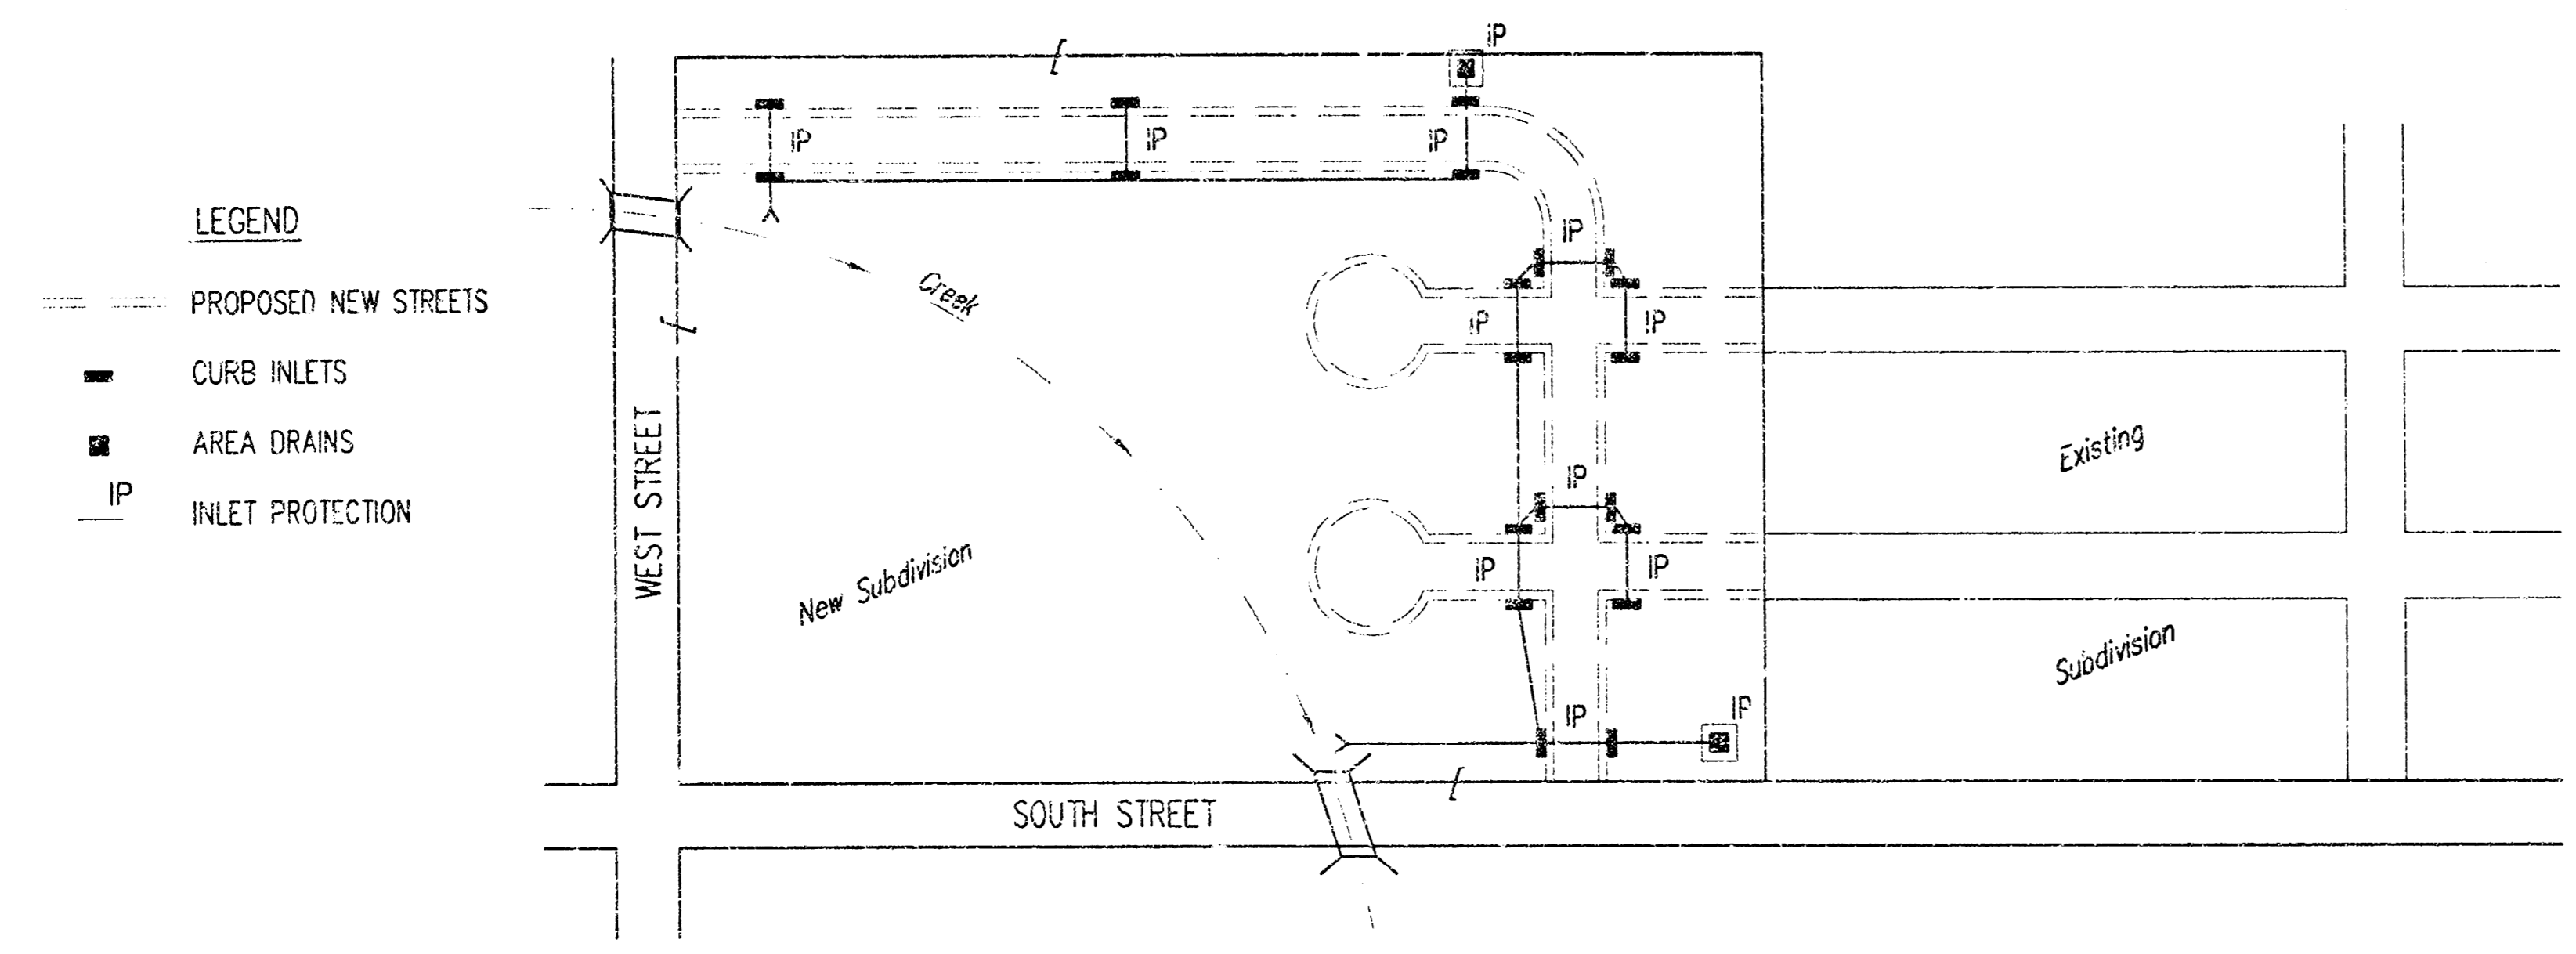 IP
IP
IP
IP
LEGEND
PROPOSED NEW STREETS
CURB INLETS
AREA DRAINS
IP
INLET PROTECTION
WEST STREET
Creek
New Subdivision
IP
IP
IP
IP
IP
IP
IP
IP
Existing
Subdivision
SOUTH STREET